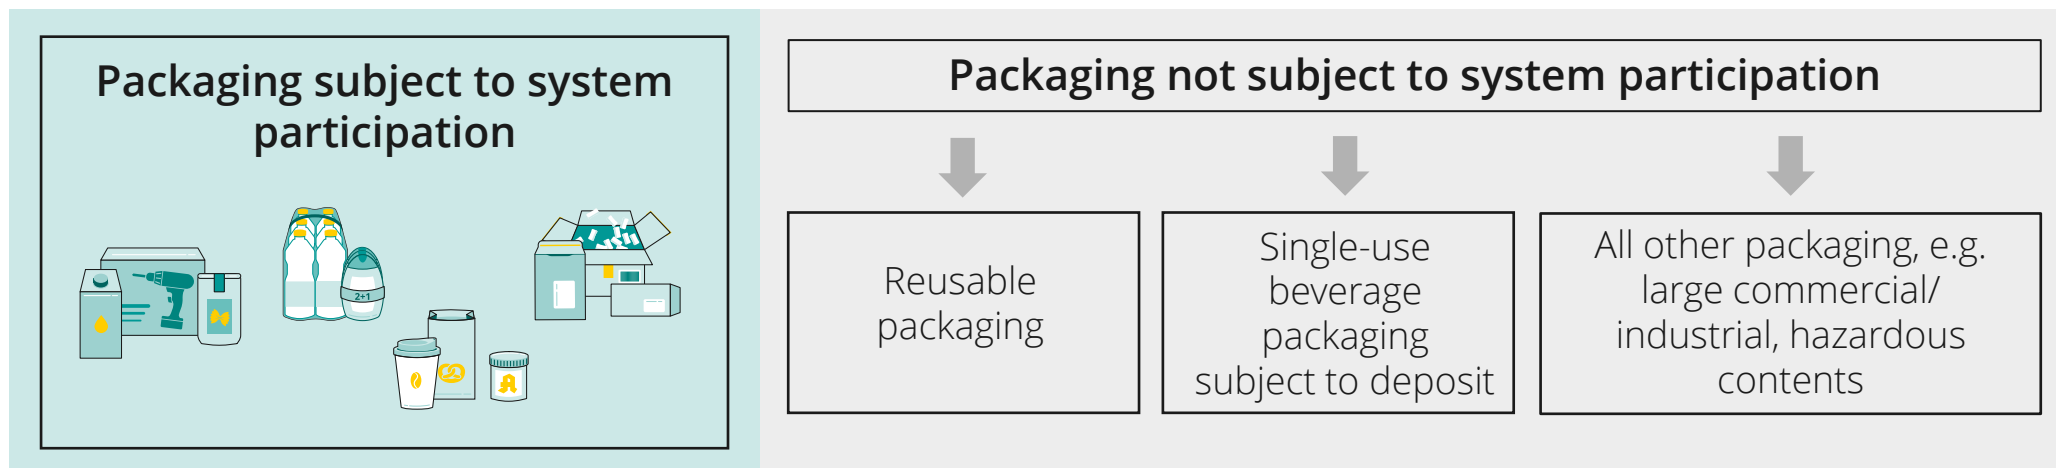 Packaging subject to system
participation
2+1
Packaging not subject to system participation
Reusable
packaging
Single-use
beverage
packaging
subject to deposit
All other packaging, e.g.
large commercial/
industrial, hazardous
contents